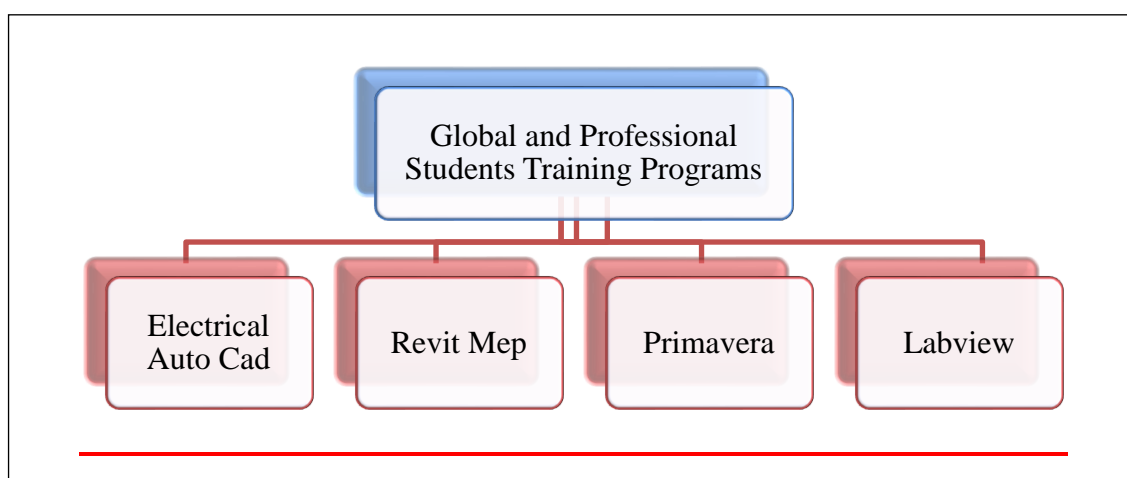 Global and Professional
Students Training Programs
Electrical
Auto Cad
Revit Mep
Primavera
Labview